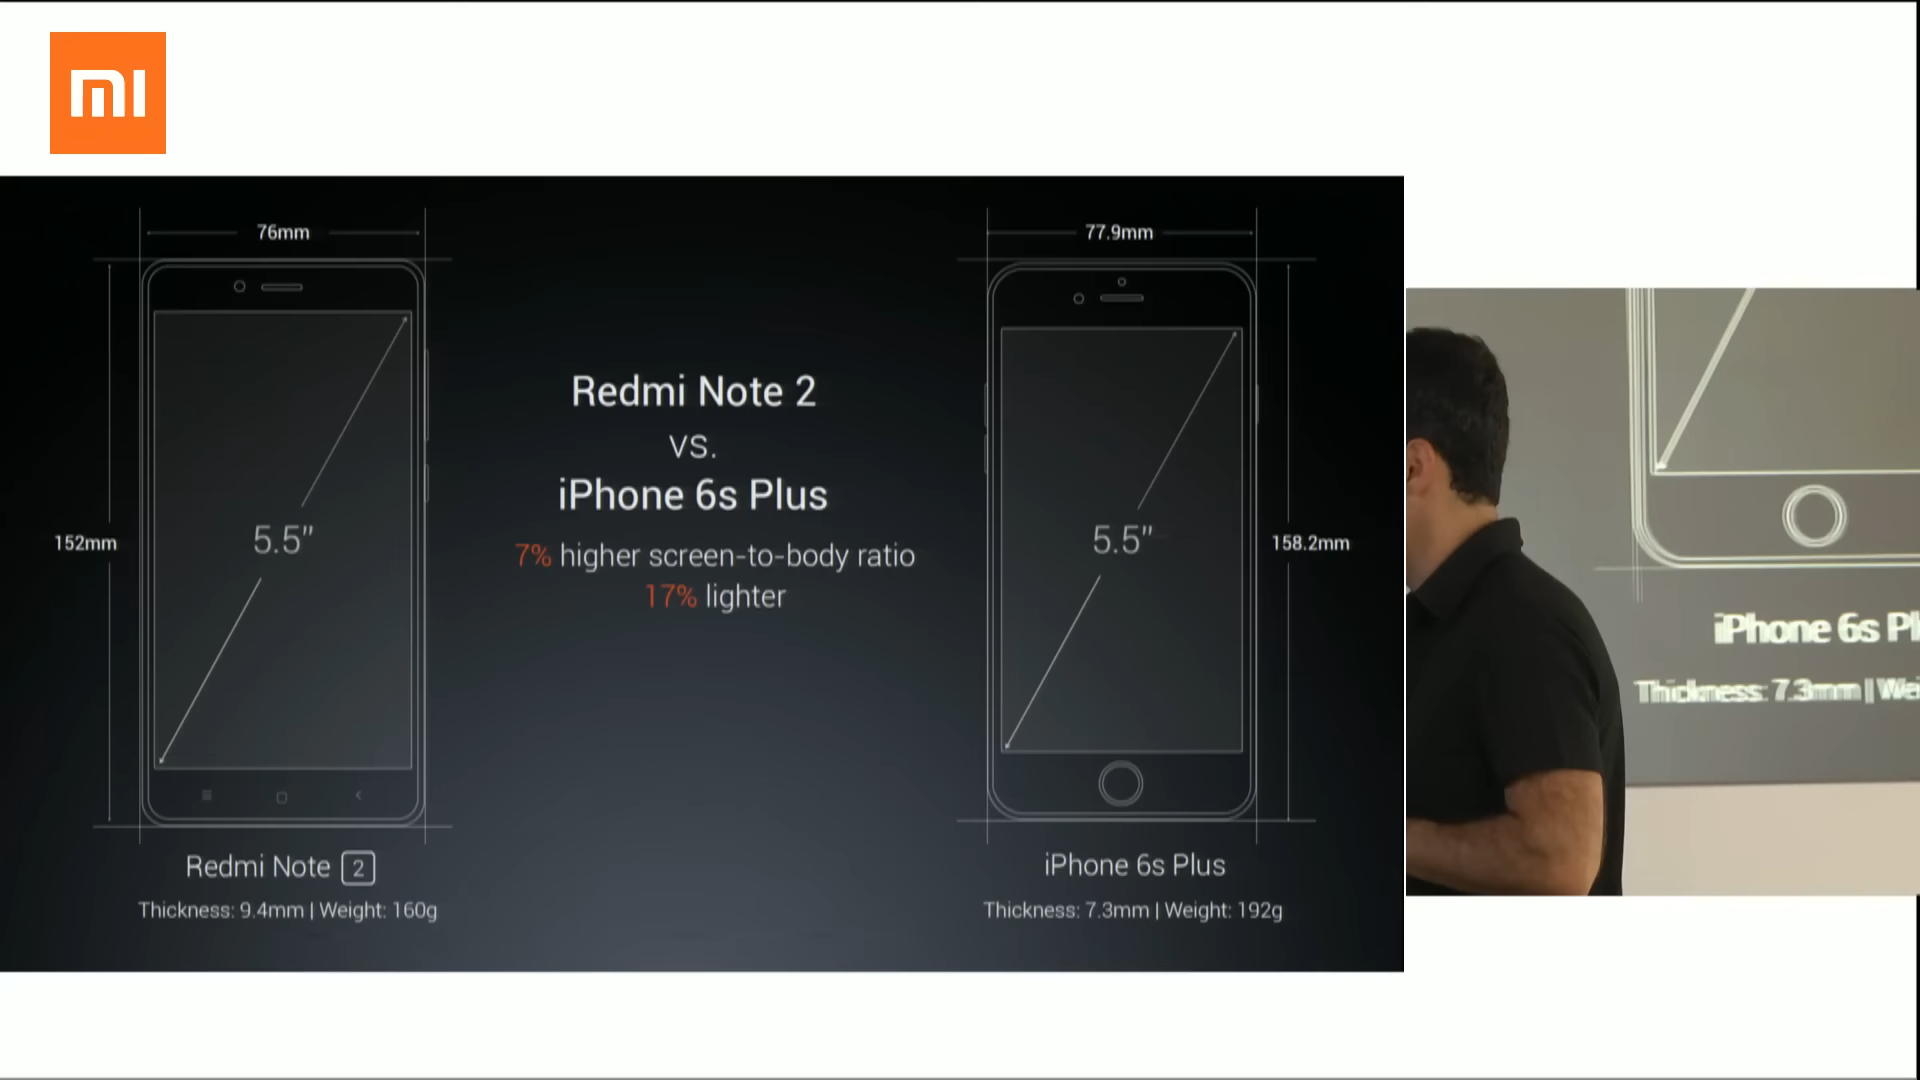 mi
76mm
77.9mm
Redmi Note 2
VS.
iPhone 6s Plus
7% higher screen-to-body ratio
17% lighter
5.5"
5.5"
152mm
158.2mm
Redmi Note 2
Thickness: 9.4mm | Weight: 160g
iPhone 6s Plus
Thickness: 7.3mm | Weight: 192g
iPhone 6s Pl
Thickness: 7.3mm | Wei